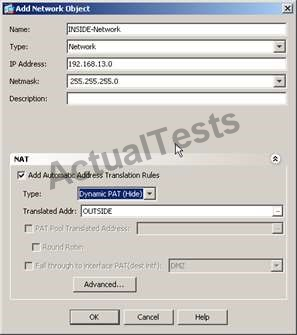 Add Network Object
Name: INSIDE-Network
Type: Network
IP Address: 192.168.13.0
Netmask: 255.255.255.0
Description:
ActualTests
NAT
Add Automatic Address Translation Rules
Type: Dynamic PAT (Hide)
Translated Addr: OUTSIDE ...
PAT Pool Translated Address: ...
Round Robin
Fall through to interface PAT(dest intf): DMZ
Advanced...
OK Cancel Help